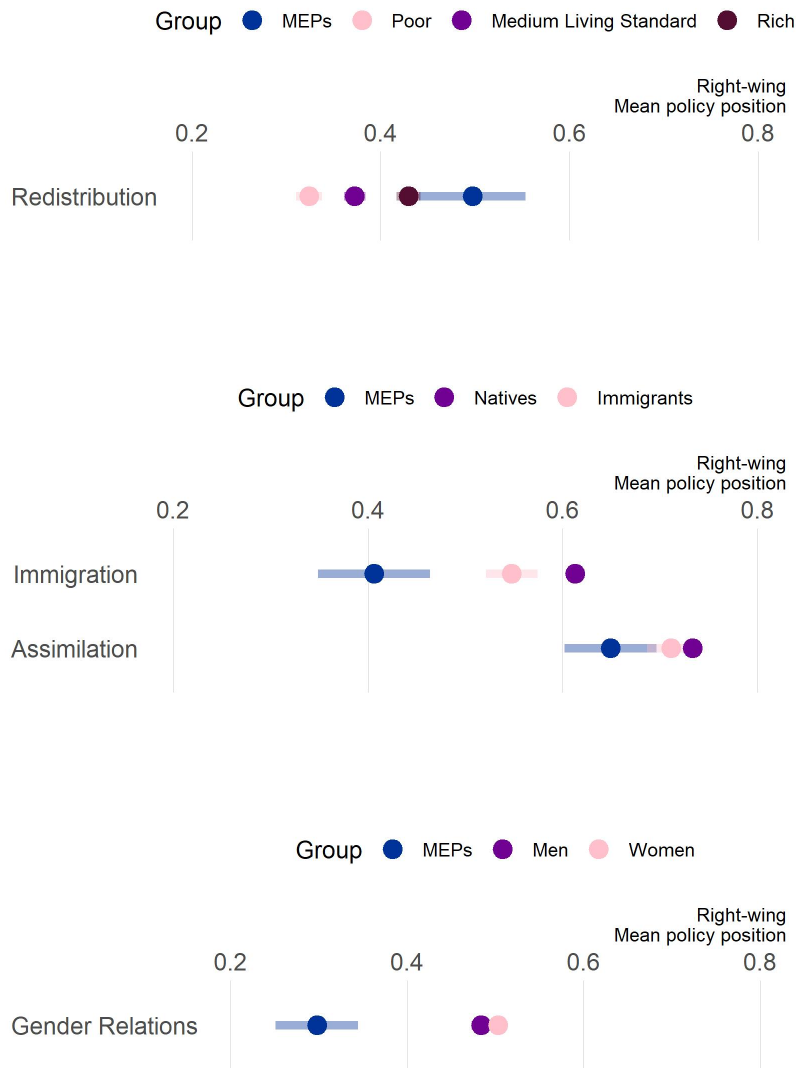 Group MEPs Poor Medium Living Standard Rich
Right-wing
Mean policy position
0.2 0.4 0.6 0.8
Redistribution
Group MEPs Natives Immigrants
Right-wing
Mean policy position
0.2 0.4 0.6 0.8
Immigration
Assimilation
Group MEPs Men Women
Right-wing
Mean policy position
0.2 0.4 0.6 0.8
Gender Relations